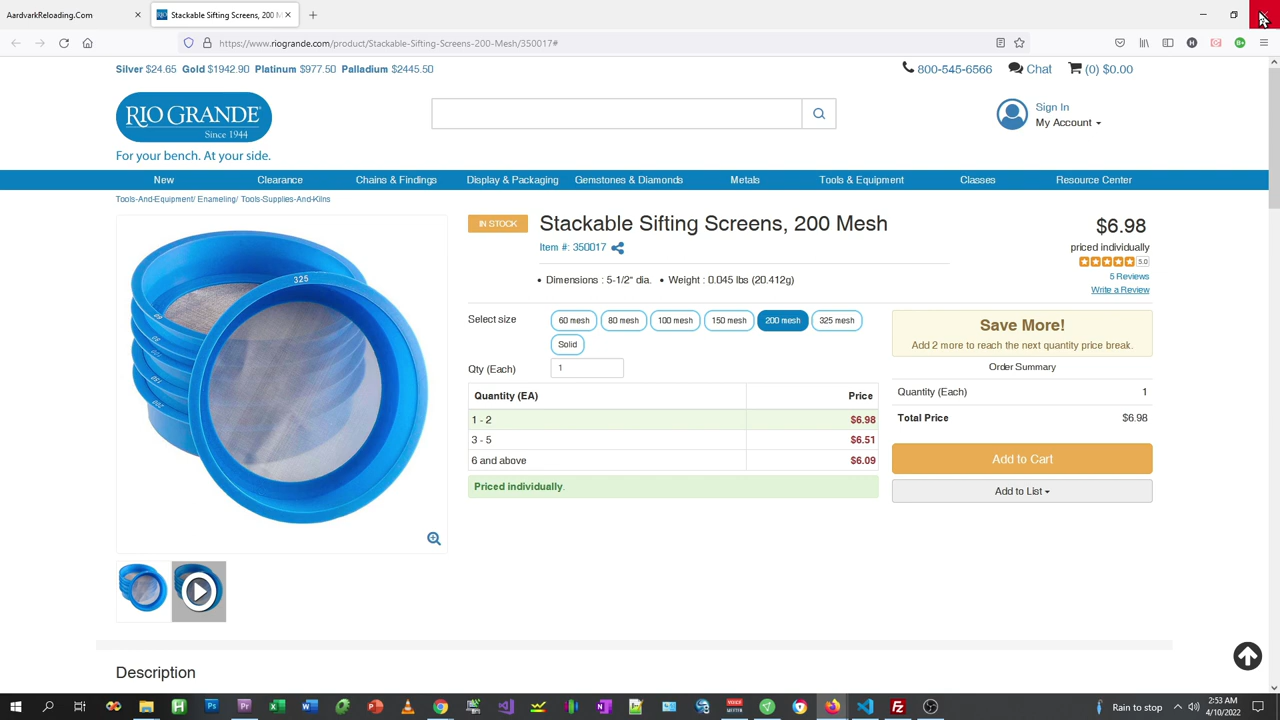 AardvarkReloading.Com
Stackable Sifting Screens, 200 M
https://www.riogrande.com/product/Stackable-Sifting-Screens-200-Mesh/350017#
Silver $24.65 Gold $1942.90 Platinum $977.50 Palladium $2445.50
800-545-6566 Chat (0) $0.00
RIO GRANDE
Since 1944
For your bench. At your side.
Sign In
My Account
New Clearance Chains & Findings Display & Packaging Gemstones & Diamonds Metals Tools & Equipment Classes Resource Center
Tools-And-Equipment/ Enameling/ Tools-Supplies-And-Kilns
IN STOCK
Stackable Sifting Screens, 200 Mesh
Item #: 350017
• Dimensions : 5-1/2" dia. • Weight : 0.045 lbs (20.412g)
$6.98
priced individually
5.0
5 Reviews
Write a Review
325
Select size
60 mesh 80 mesh 100 mesh 150 mesh 200 mesh 325 mesh
Solid
Qty (Each) 1
Quantity (EA) Price
1 - 2 $6.98
3 - 5 $6.51
6 and above $6.09
Priced individually.
Save More!
Add 2 more to reach the next quantity price break.
Order Summary
Quantity (Each) 1
Total Price $6.98
Add to Cart
Add to List
Description
Rain to stop
2:53 AM
4/10/2022